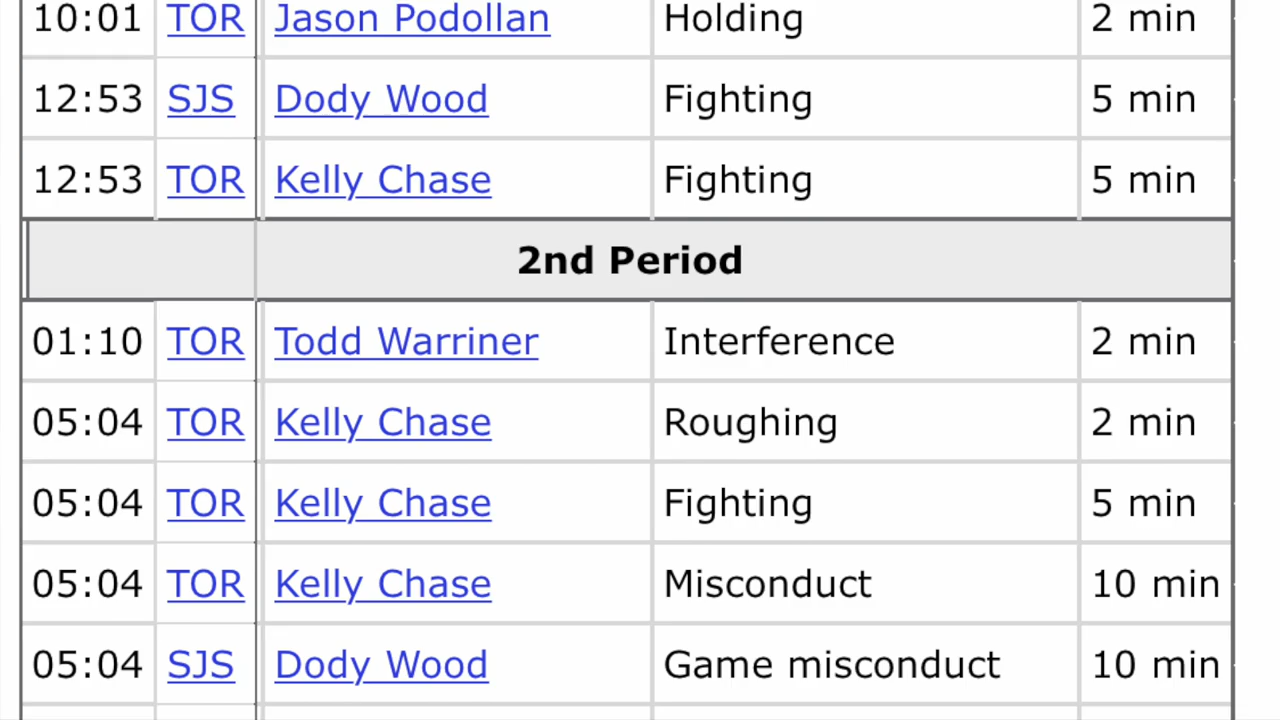 10:01 TOR Jason Podollan Holding 2 min
12:53 SJS Dody Wood Fighting 5 min
12:53 TOR Kelly Chase Fighting 5 min
2nd Period
01:10 TOR Todd Warriner Interference 2 min
05:04 TOR Kelly Chase Roughing 2 min
05:04 TOR Kelly Chase Fighting 5 min
05:04 TOR Kelly Chase Misconduct 10 min
05:04 SJS Dody Wood Game misconduct 10 min